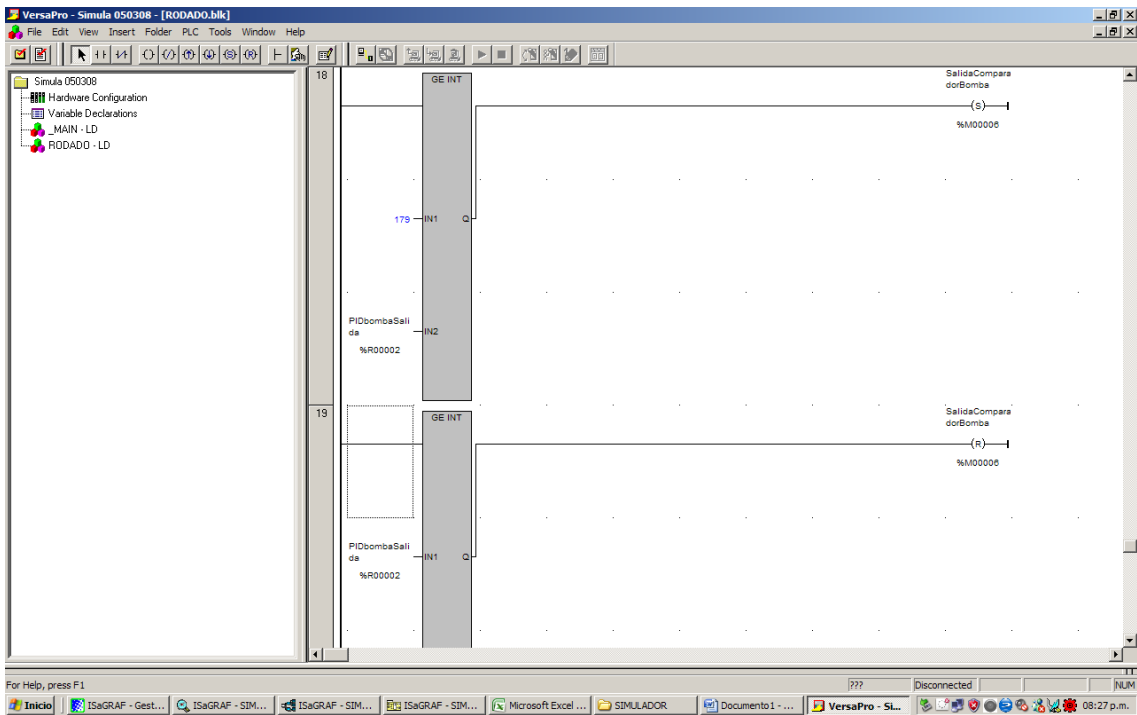 VersaPro - Simula 050308 - [RODADO.blk]
File Edit View Insert Folder PLC Tools Window Help
Simula 050308
Hardware Configuration
Variable Declarations
_MAIN - LD
RODADO - LD
18
GE INT
SalidaCompara
dorBomba
(S)
%M00006
179
IN1 Q
PIDbombaSali
da
IN2
%R00002
19
GE INT
SalidaCompara
dorBomba
(R)
%M00006
PIDbombaSali
da
IN1 Q
%R00002
For Help, press F1
???
Disconnected
NUM
Inicio
ISaGRAF - Gest...
ISaGRAF - SIM...
ISaGRAF - SIM...
ISaGRAF - SIM...
Microsoft Excel ...
SIMULADOR
Documento1 - ...
VersaPro - Si...
08:27 p.m.